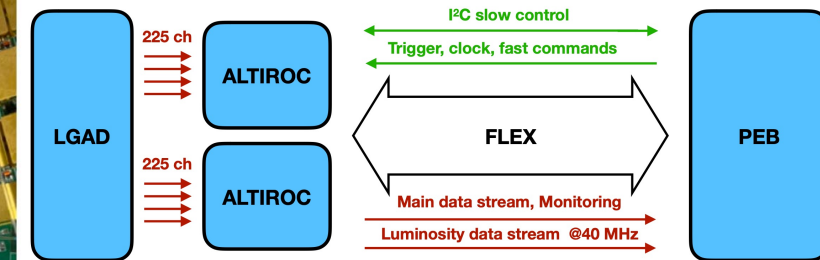 I²C slow control
225 ch
Trigger, clock, fast commands
ALTIROC
LGAD
FLEX
PEB
225 ch
ALTIROC
Main data stream, Monitoring
Luminosity data stream @40 MHz